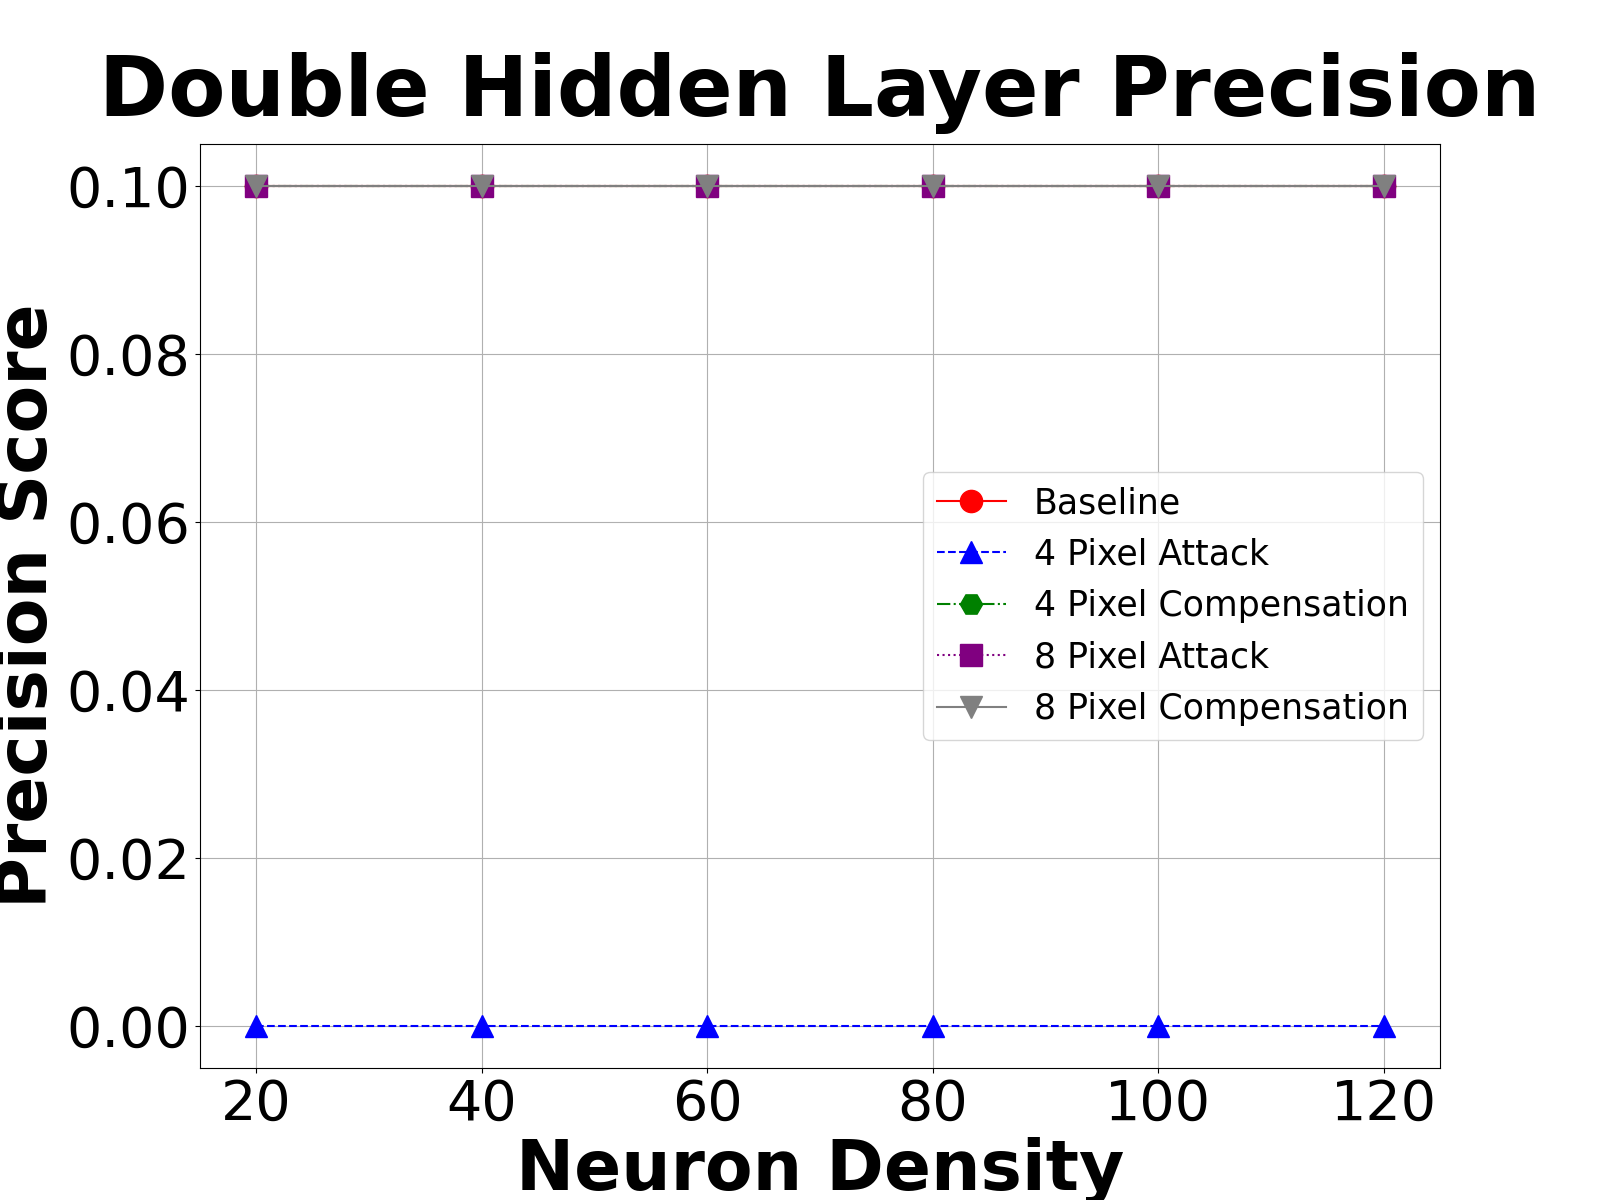 Double Hidden Layer Precision
Precision Score
0.10
0.08
0.06
0.04
0.02
0.00
Baseline
4 Pixel Attack
4 Pixel Compensation
8 Pixel Attack
8 Pixel Compensation
20 40 60 80 100 120
Neuron Density